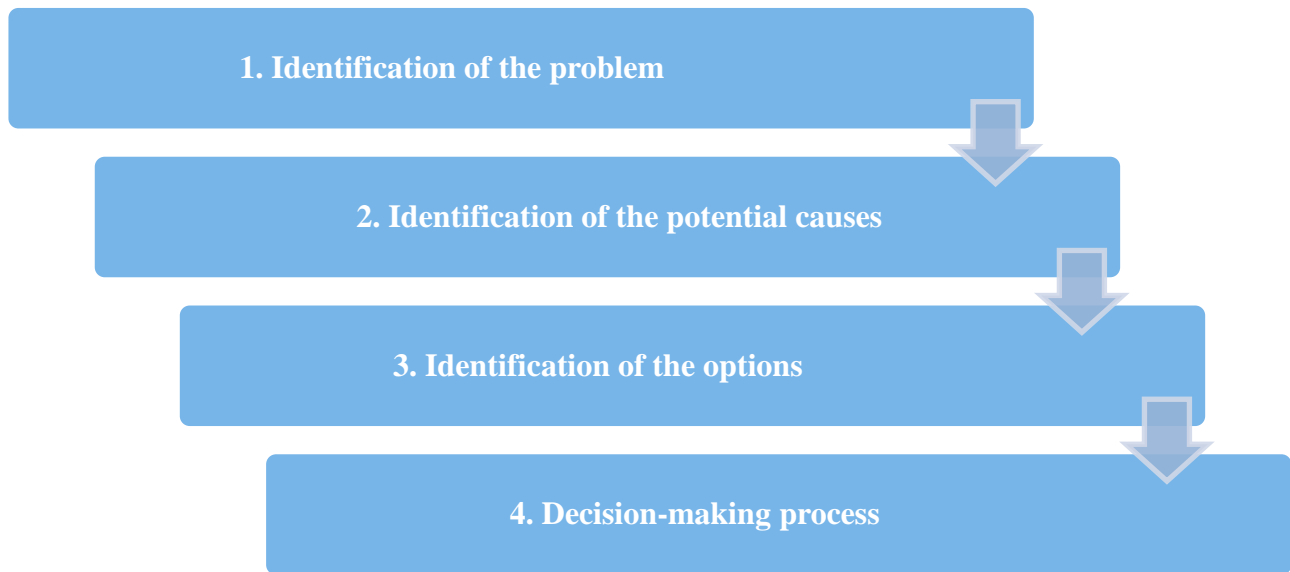 1. Identification of the problem
2. Identification of the potential causes
3. Identification of the options
4. Decision-making process